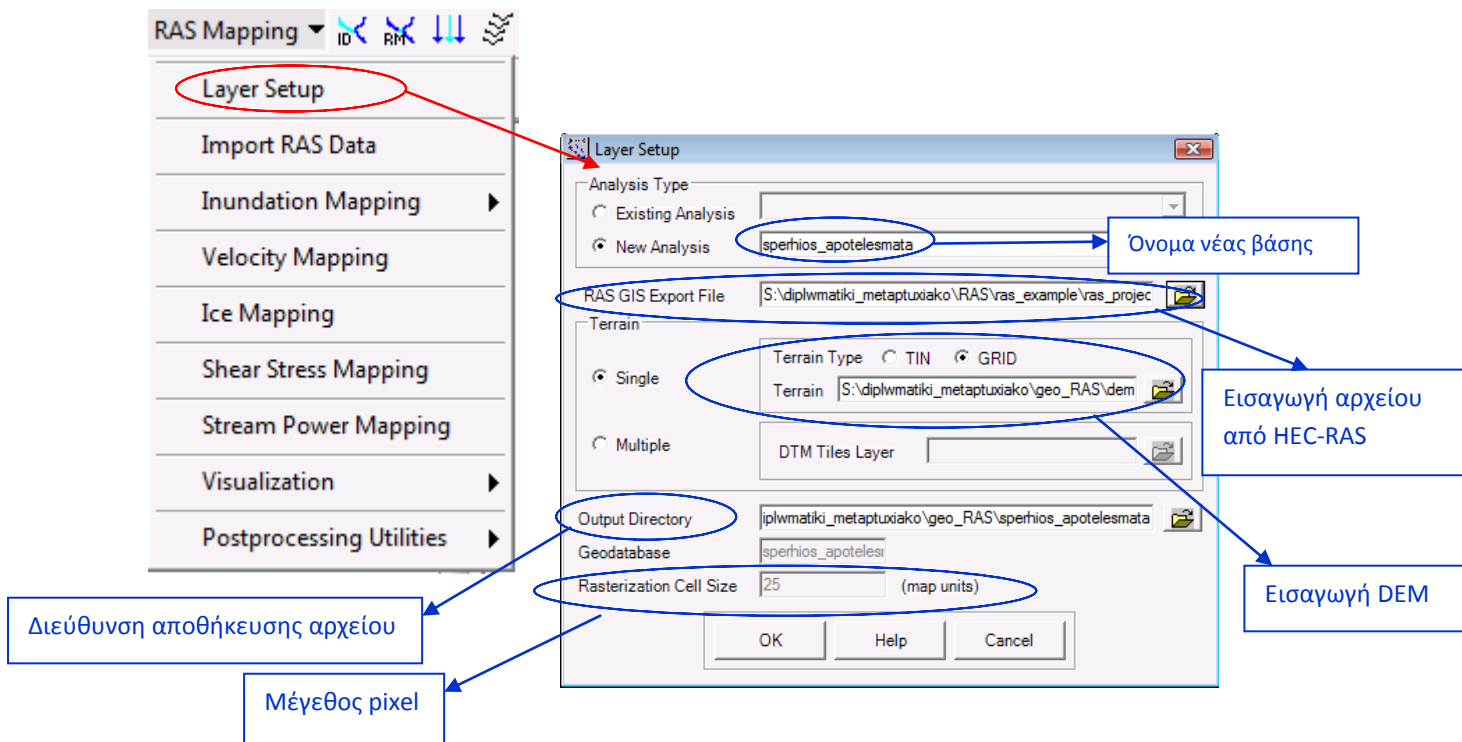 RAS Mapping
ID
RM
Layer Setup
Import RAS Data
Inundation Mapping
Velocity Mapping
Ice Mapping
Shear Stress Mapping
Stream Power Mapping
Visualization
Postprocessing Utilities
Layer Setup
Analysis Type
Existing Analysis
New Analysis
sperhios_apotelesmata
Όνομα νέας βάσης
RAS GIS Export File
S:\diplwmatiki_metaptuxiako\RAS\ras_example\ras_projec
Terrain
Single
Terrain Type
TIN
GRID
Terrain
S:\diplwmatiki_metaptuxiako\geo_RAS\dem
Multiple
DTM Tiles Layer
Εισαγωγή αρχείου
από HEC-RAS
Output Directory
iplwmatiki_metaptuxiako\geo_RAS\sperhios_apotelesmata
Geodatabase
sperhios_apotelesı
Rasterization Cell Size
25
(map units)
OK
Help
Cancel
Εισαγωγή DEM
Διεύθυνση αποθήκευσης αρχείου
Μέγεθος pixel